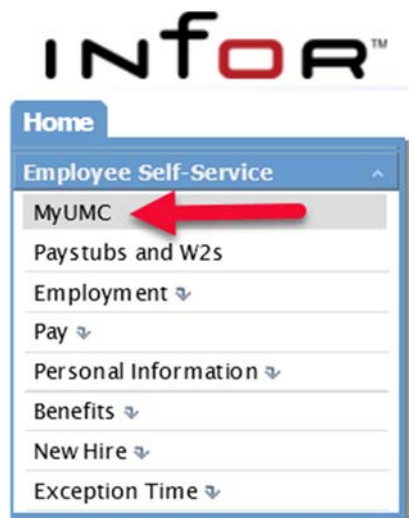 INFOR™
Home
Employee Self-Service
MyUMC
Paystubs and W2s
Employment
Pay
Personal Information
Benefits
New Hire
Exception Time